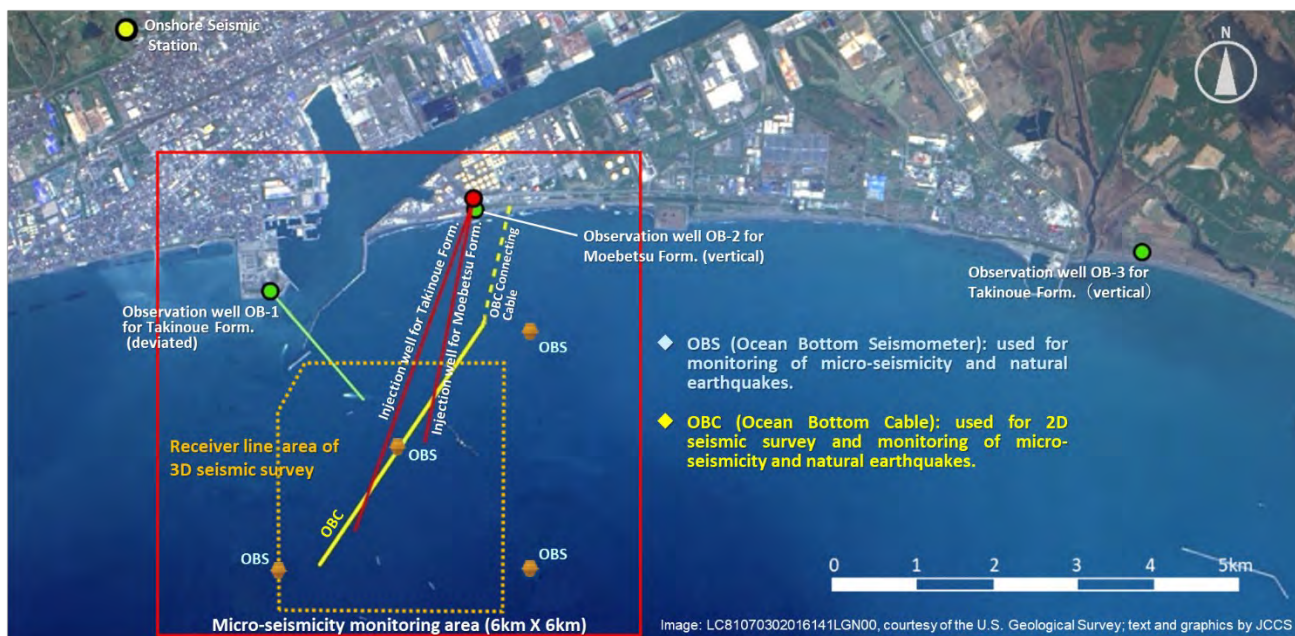 Onshore Seismic
Station
N
Observation well OB-2 for
Moebetsu Form. (vertical)
Observation well OB-3 for
Takinoue Form. (vertical)
Observation well OB-1
for Takinoue Form.
(deviated)
Injection well for Takinoue Form.
Injection well for Moebetsu Form.
OBC Connecting
Cable
OBS
◆ OBS (Ocean Bottom Seismometer): used for
monitoring of micro-seismicity and natural
earthquakes.
◆ OBC (Ocean Bottom Cable): used for 2D
seismic survey and monitoring of micro-
seismicity and natural earthquakes.
Receiver line area of
3D seismic survey
OBS
OBC
OBS
OBS
0 1 2 3 4 5km
Micro-seismicity monitoring area (6km X 6km)
Image: LC81070302016141LGN00, courtesy of the U.S. Geological Survey; text and graphics by JCCS